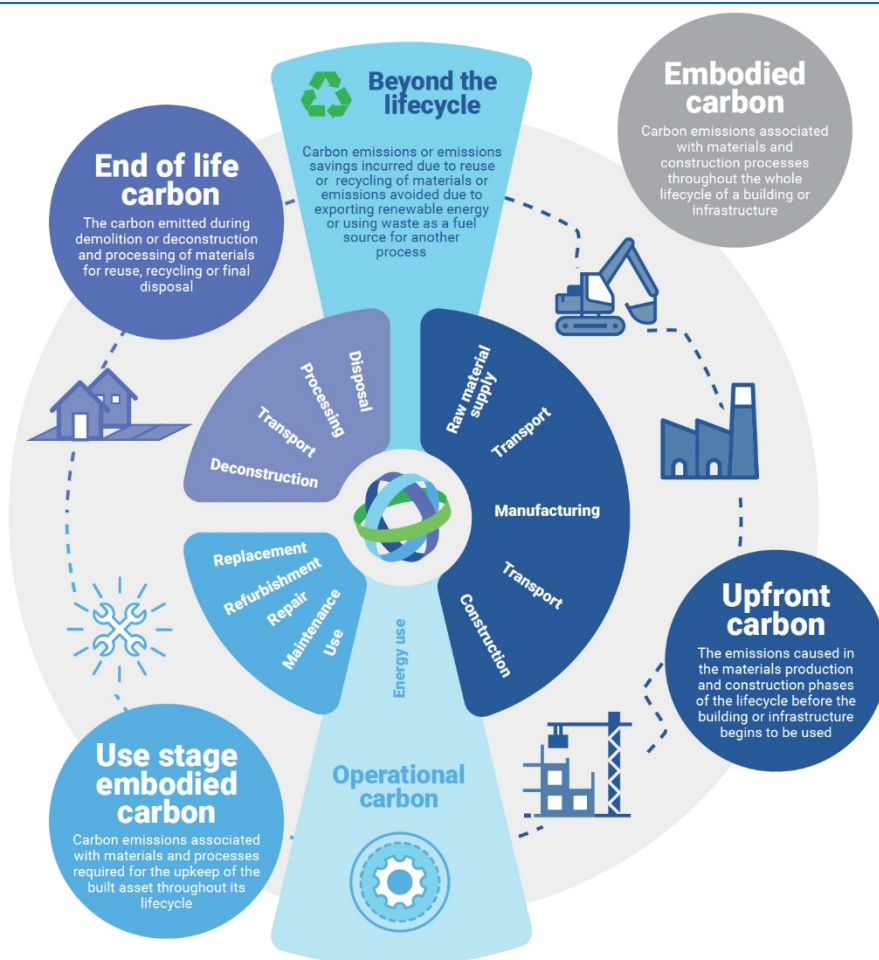 Beyond the
lifecycle
Carbon emissions or emissions
savings incurred due to reuse
or recycling of materials or
emissions avoided due to
exporting renewable energy
or using waste as a fuel
source for another
process
Embodied
carbon
Carbon emissions associated
with materials and
construction processes
throughout the whole
lifecycle of a building or
infrastructure
End of life
carbon
The carbon emitted during
demolition or deconstruction
and processing of materials
for reuse, recycling or final
disposal
Disposal
Processing
Transport
Deconstruction
Raw material
supply
Transport
Manufacturing
Transport
Construction
Replacement
Refurbishment
Repair
Maintenance
Use
Energy use
Upfront
carbon
The emissions caused in
the materials production
and construction phases
of the lifecycle before the
building or infrastructure
begins to be used
Use stage
embodied
carbon
Carbon emissions associated
with materials and processes
required for the upkeep of the
built asset throughout its
lifecycle
Operational
carbon